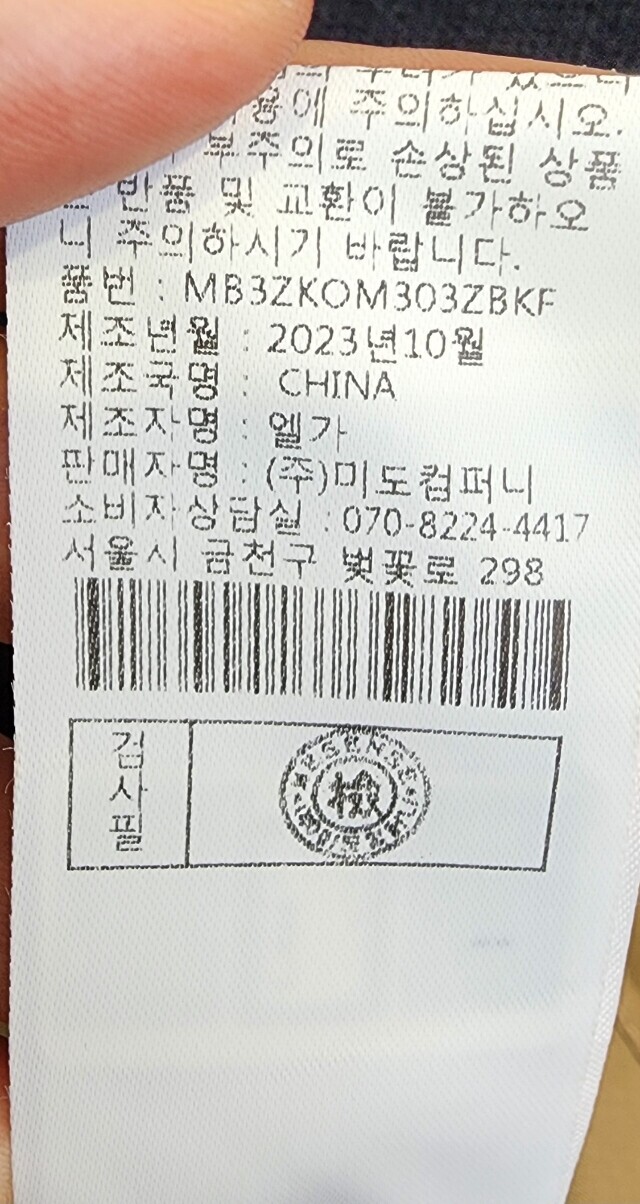 용에 주의하십시오.
부주의로 손상된 상품
반품 및 교환이 불가하오
니 주의하시기 바랍니다.
품번 : MB3ZKOM303ZBKF
제조년월 : 2023년10월
제조국명 : CHINA
제조자명 : 엘가
판매자명 : (주)미도컴퍼니
소비자상담실 : 070-8224-4417
서울시 금천구 벚꽃로 298
검사필
檢